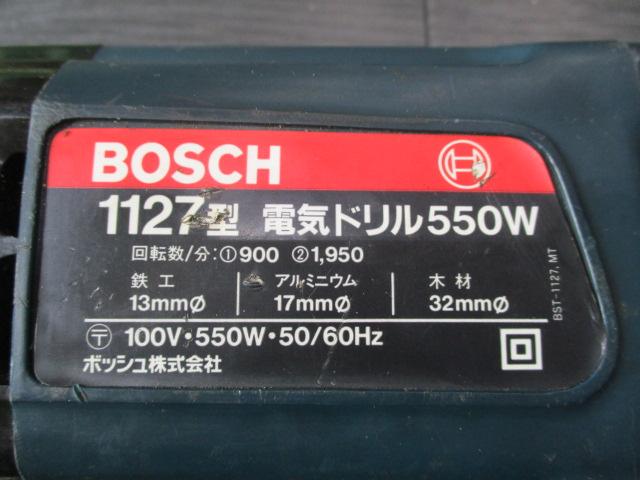 BOSCH
1127型 電気ドリル550W
回転数/分:①900 ②1,950
鉄工 アルミニウム 木材
13mmØ 17mmØ 32mmØ
〒 100V・550W・50/60Hz
ボッシュ株式会社
BST-1127, MT